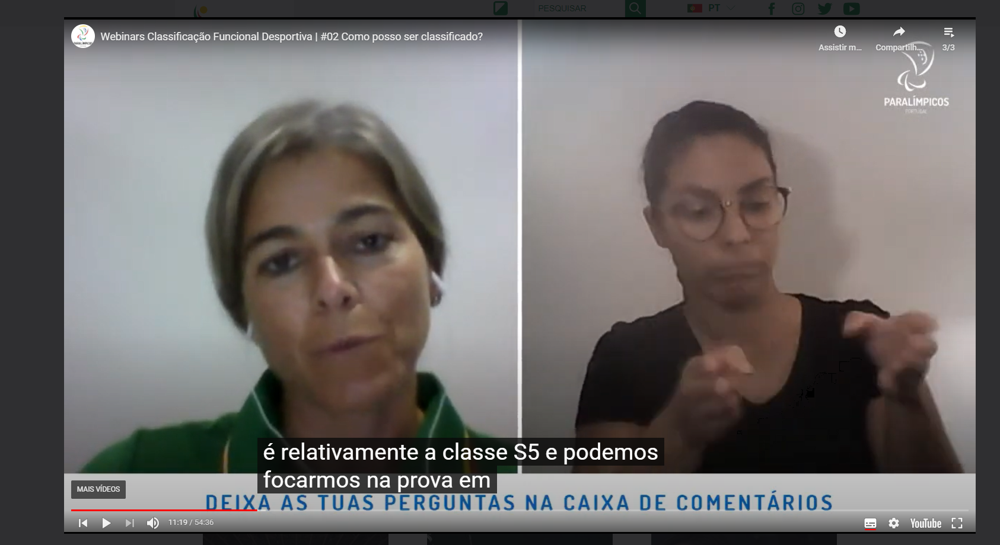 PESQUISAR
PT
Webinars Classificação Funcional Desportiva | #02 Como posso ser classificado?
Assistir m...
Compartilh...
3/3
PARALÍMPICOS
PORTUGAL
é relativamente a classe S5 e podemos
focarmos na prova em
MAIS VÍDEOS
DEIXA AS TUAS PERGUNTAS NA CAIXA DE COMENTÁRIOS
11:19 / 54:36
YouTube